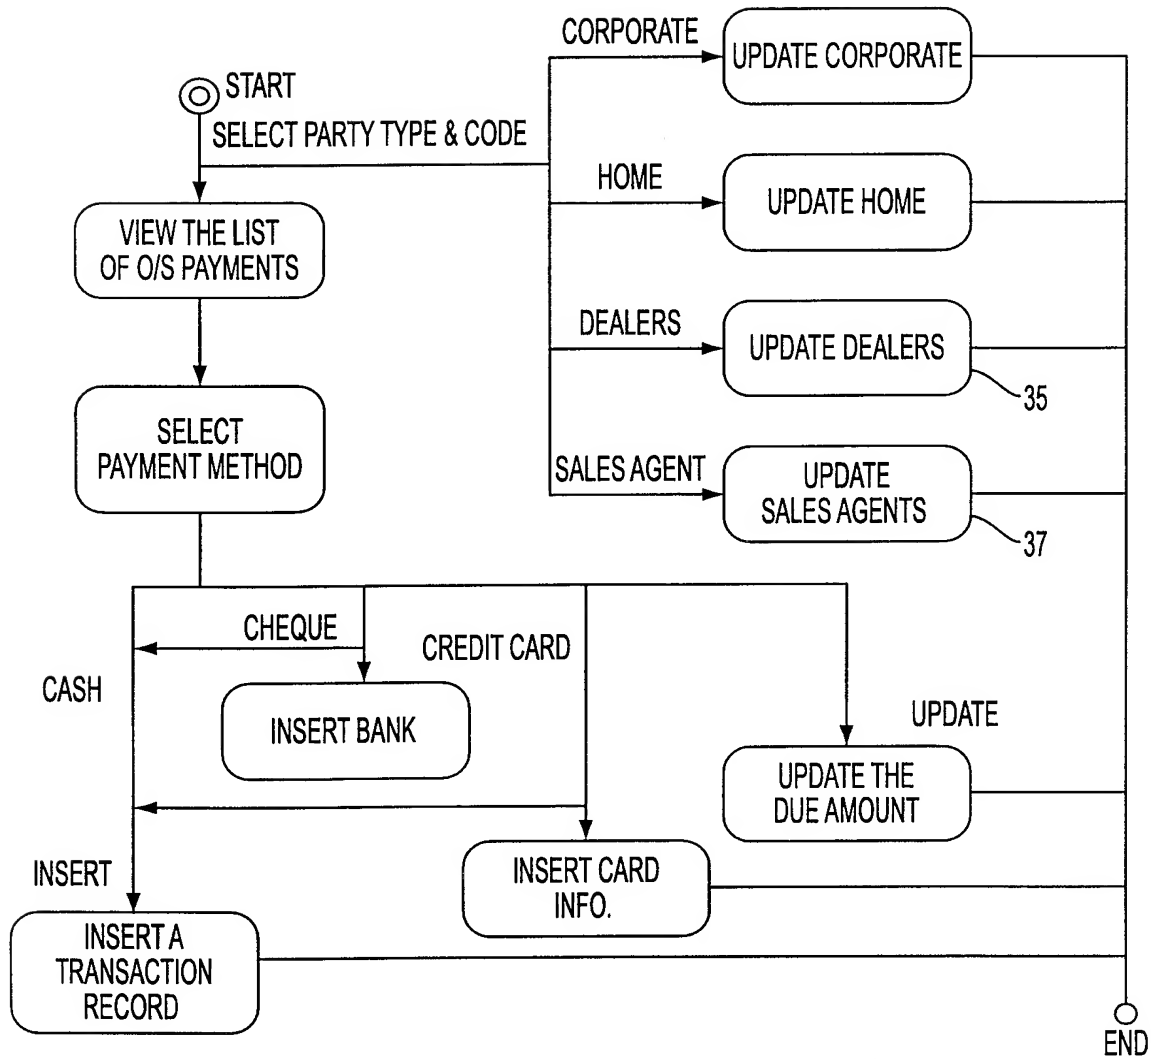 START
SELECT PARTY TYPE & CODE
VIEW THE LIST
OF O/S PAYMENTS
SELECT
PAYMENT METHOD
CORPORATE
UPDATE CORPORATE
HOME
UPDATE HOME
DEALERS
UPDATE DEALERS
35
SALES AGENT
UPDATE
SALES AGENTS
37
CHEQUE
CREDIT CARD
CASH
INSERT BANK
UPDATE
UPDATE THE
DUE AMOUNT
INSERT
INSERT CARD
INFO.
INSERT A
TRANSACTION
RECORD
END